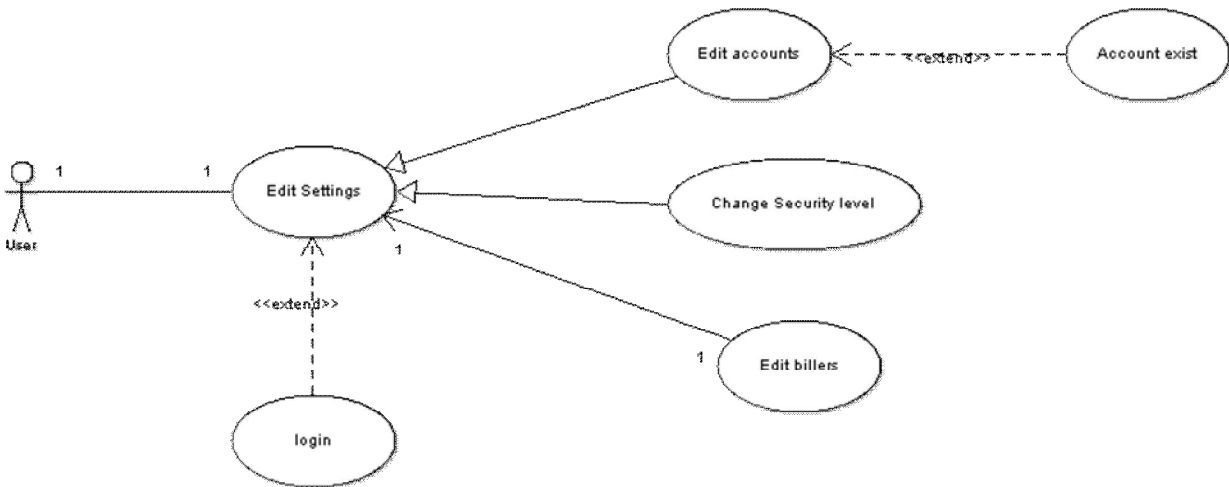 Edit accounts
<<extend>>
Account exist
1
1
Edit Settings
User
Change Security level
1
<<extend>>
1
Edit billers
login